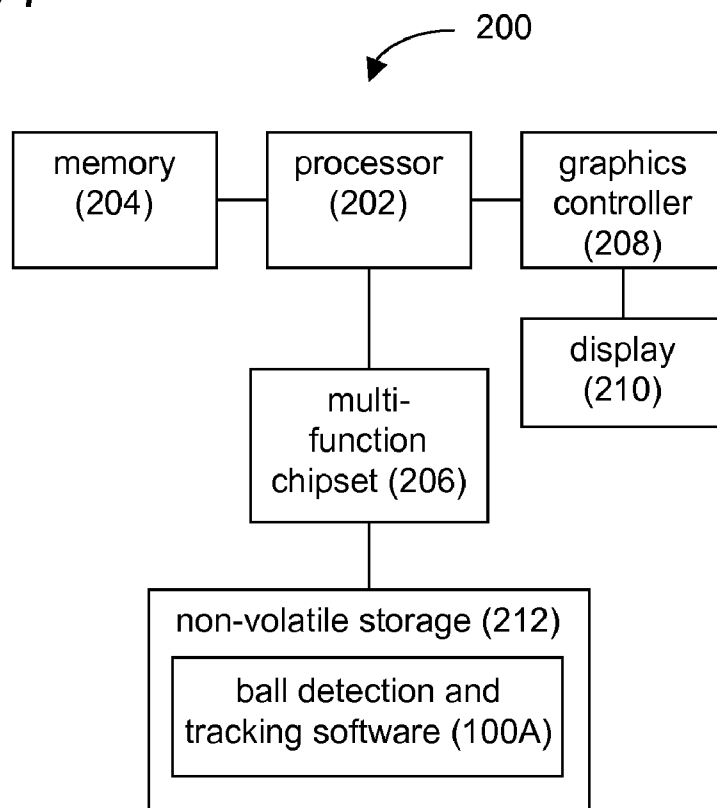 200
memory
(204)
processor
(202)
graphics
controller
(208)
display
(210)
multi-
function
chipset (206)
non-volatile storage (212)
ball detection and
tracking software (100A)